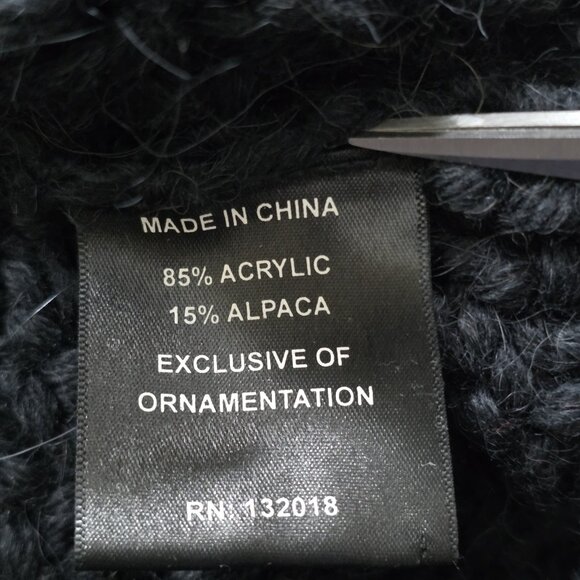 MADE IN CHINA
85% ACRYLIC
15% ALPACA
EXCLUSIVE OF
ORNAMENTATION
RN: 132018